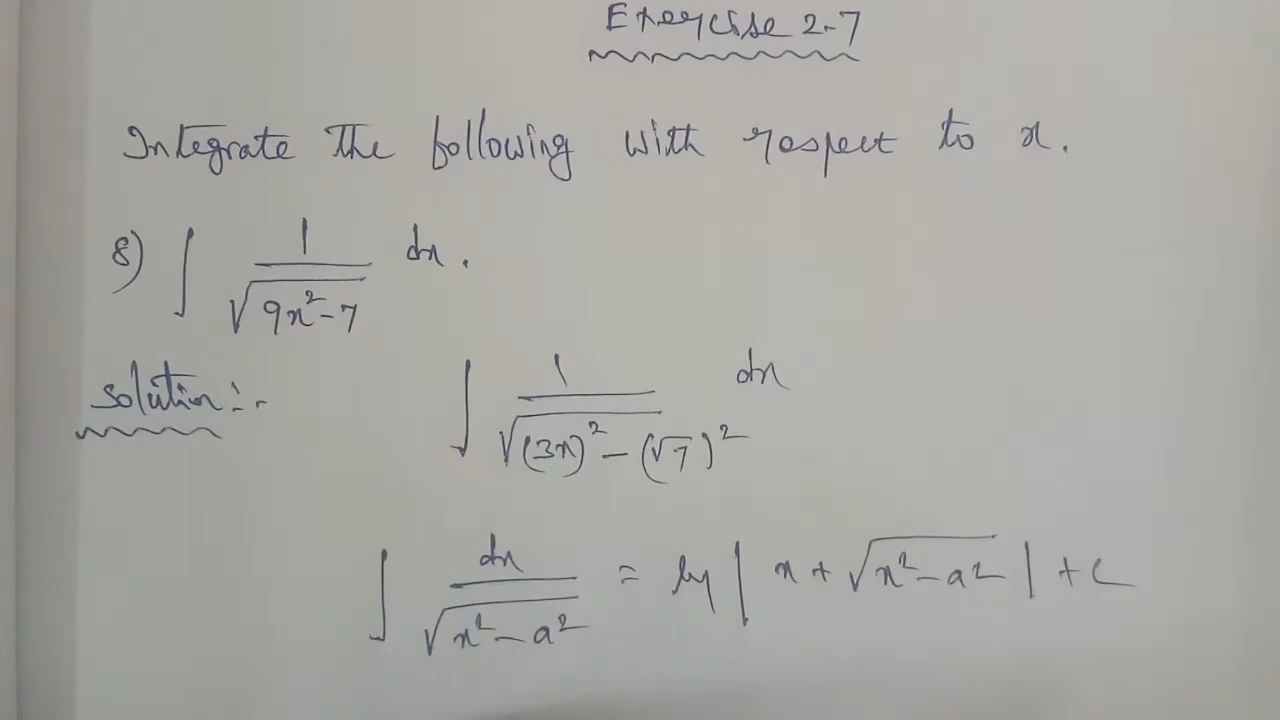 Exercise 2.7
Integrate the following with respect to x.
8) ∫ 1/√(9x²-7) dx.
Solution:-
∫ 1/√((3x)² - (√7)²) dx
∫ dx/√(x²-a²) = log | x + √(x²-a²) | + c